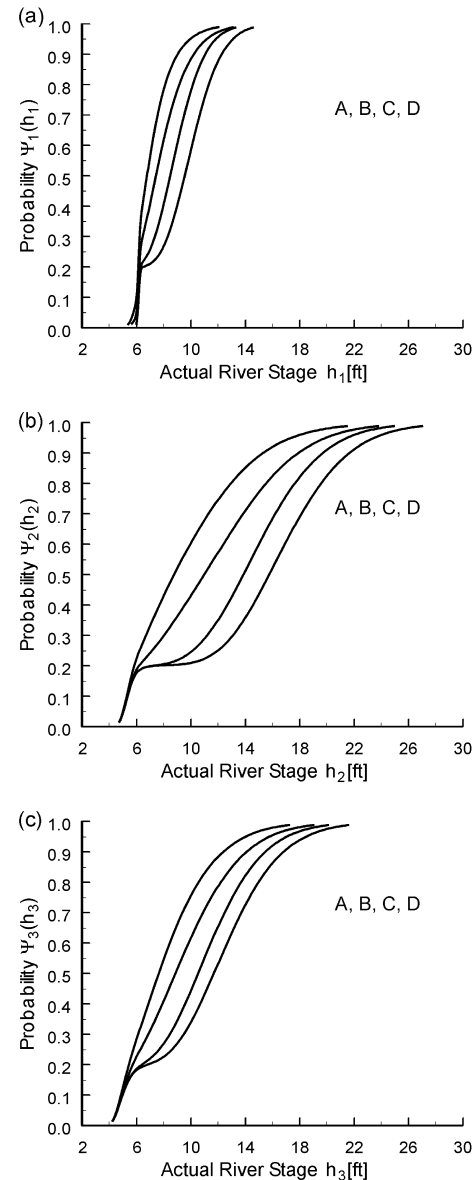 (a)
Probability Ψ1(h1)
1.0
0.9
0.8
0.7
0.6
0.5
0.4
0.3
0.2
0.1
0.0
A, B, C, D
2 6 10 14 18 22 26 30
Actual River Stage h1[ft]
(b)
Probability Ψ2(h2)
1.0
0.9
0.8
0.7
0.6
0.5
0.4
0.3
0.2
0.1
0.0
A, B, C, D
2 6 10 14 18 22 26 30
Actual River Stage h2[ft]
(c)
Probability Ψ3(h3)
1.0
0.9
0.8
0.7
0.6
0.5
0.4
0.3
0.2
0.1
0.0
A, B, C, D
2 6 10 14 18 22 26 30
Actual River Stage h3[ft]